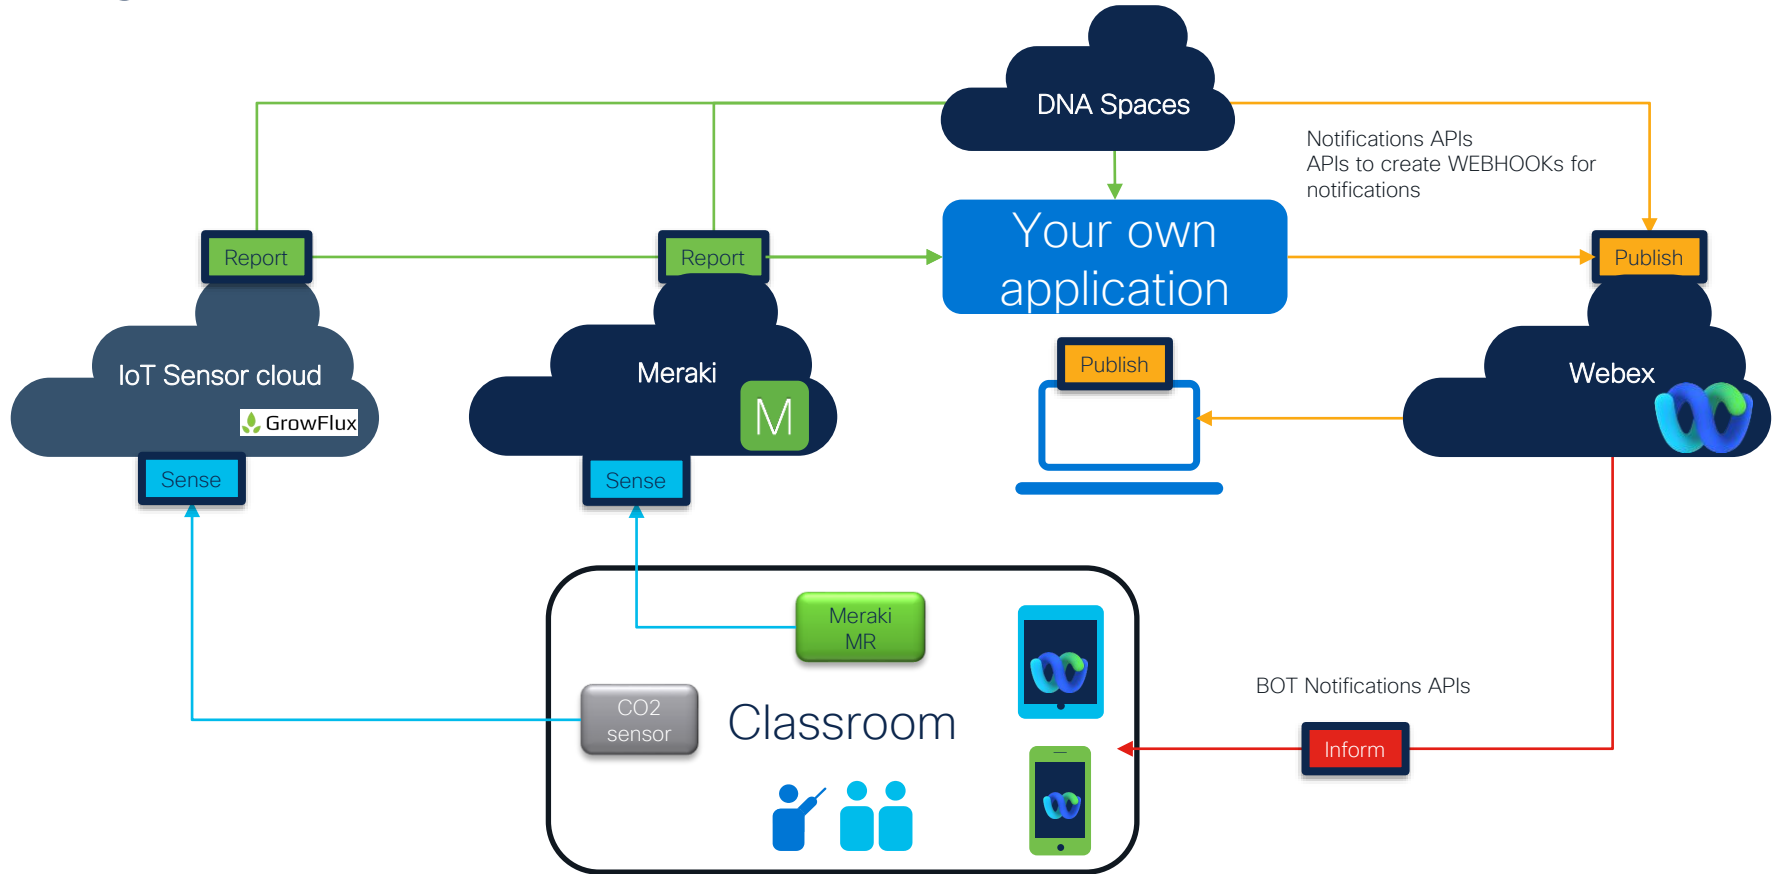 DNA Spaces
Notifications APIs
APIs to create WEBHOOKs for
notifications
Report
Report
Your own
application
Publish
IoT Sensor cloud
GrowFlux
Meraki
M
Publish
Webex
Sense
Sense
Meraki
MR
CO2
sensor
Classroom
BOT Notifications APIs
Inform